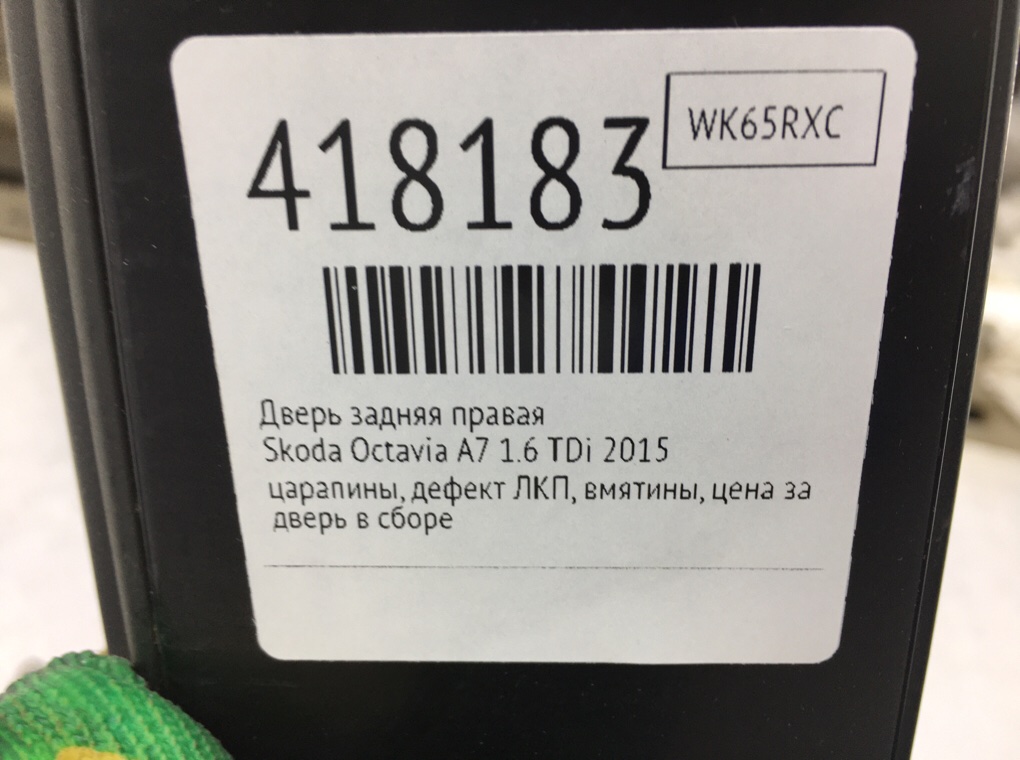 418183
WK65RXC
Дверь задняя правая
Skoda Octavia A7 1.6 TDi 2015
царапины, дефект ЛКП, вмятины, цена за
дверь в сборе